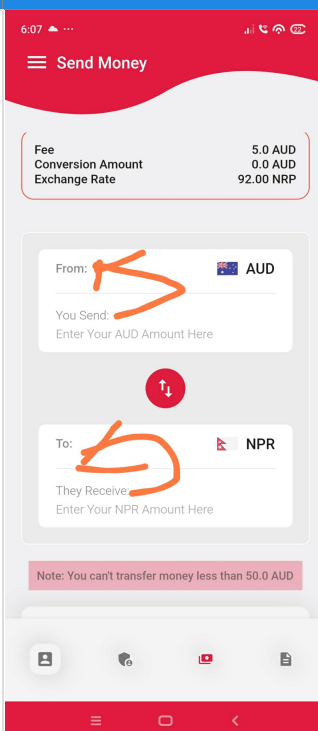 6:07
22
Send Money
Fee 5.0 AUD
Conversion Amount 0.0 AUD
Exchange Rate 92.00 NRP
From: AUD
You Send:
Enter Your AUD Amount Here
To: NPR
They Receive:
Enter Your NPR Amount Here
Note: You can't transfer money less than 50.0 AUD